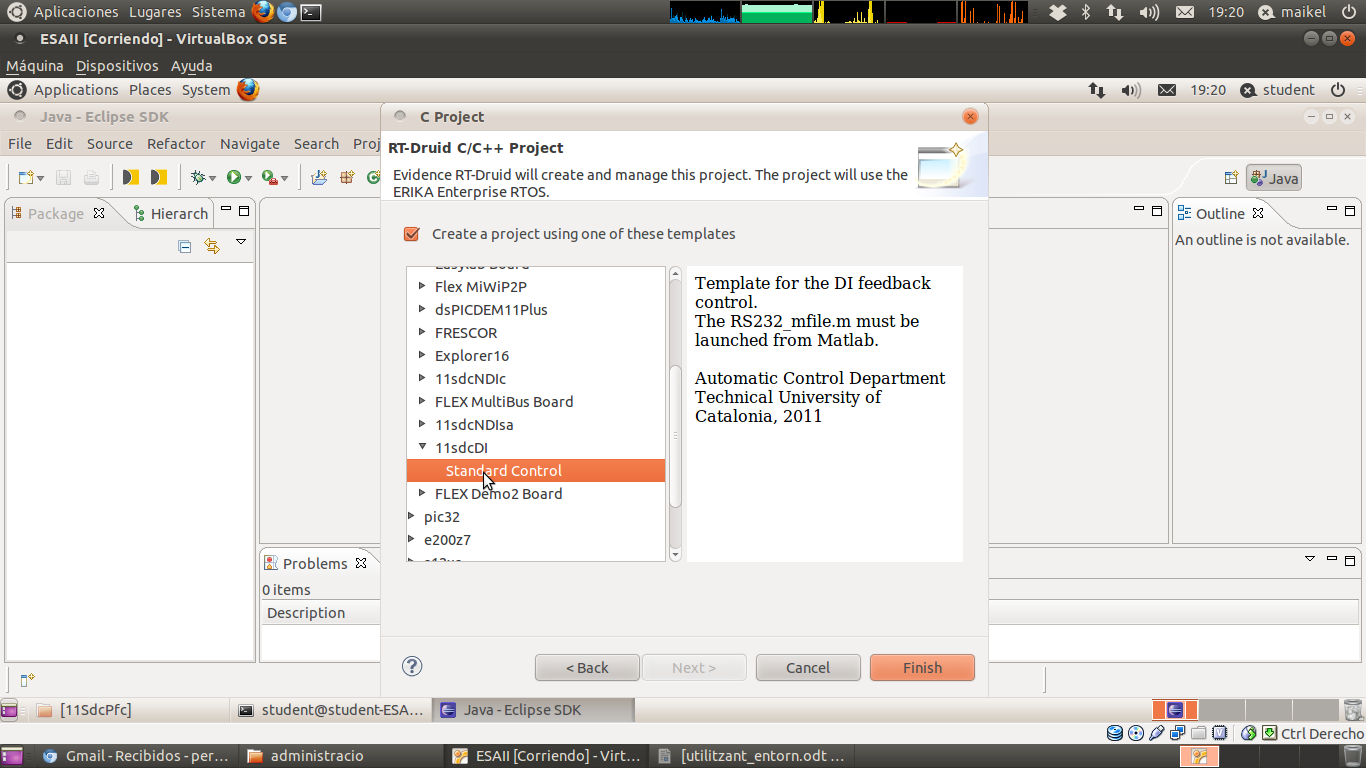 Aplicaciones Lugares Sistema 19:20 maikel
ESAII [Corriendo] - VirtualBox OSE
Máquina Dispositivos Ayuda
Applications Places System 19:20 student
Java - Eclipse SDK
C Project
File Edit Source Refactor Navigate Search Proj
RT-Druid C/C++ Project
Evidence RT-Druid will create and manage this project. The project will use the
ERIKA Enterprise RTOS.
Java
Package Hierarch
Outline
An outline is not available.
Create a project using one of these templates
Easylab Board
Flex MiWiP2P
dsPICDEM11Plus
FRESCOR
Explorer16
11sdcNDIc
FLEX MultiBus Board
11sdcNDIsa
11sdcDI
Standard Control
FLEX Demo2 Board
pic32
e200z7
Template for the DI feedback
control.
The RS232_mfile.m must be
launched from Matlab.
Automatic Control Department
Technical University of
Catalonia, 2011
Problems
0 items
Description
? < Back Next > Cancel Finish
[11SdcPfc] student@student-ESA... Java - Eclipse SDK
Ctrl Derecho
Gmail - Recibidos - per... administracio ESAII [Corriendo] - Virt... [utilitzant_entorn.odt ...